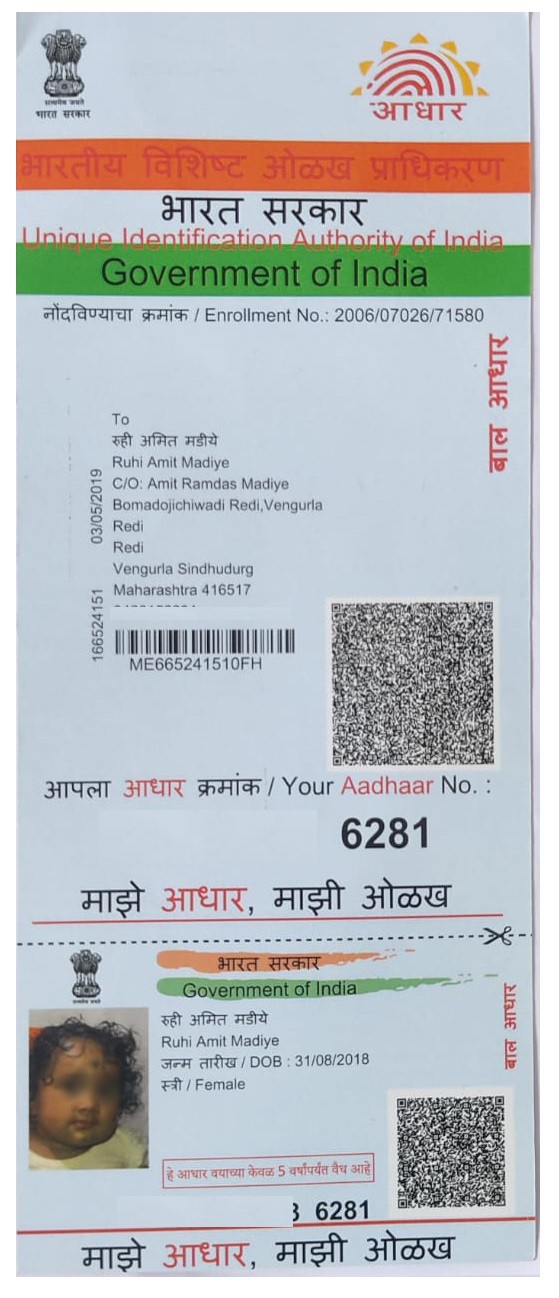 सत्यमेव जयते
भारत सरकार
आधार
भारतीय विशिष्ट ओळख प्राधिकरण
भारत सरकार
Unique Identification Authority of India
Government of India
नोंदविण्याचा क्रमांक / Enrollment No.: 2006/07026/71580
बाल आधार
To
रुही अमित मडीये
Ruhi Amit Madiye
C/O: Amit Ramdas Madiye
Bomadojichiwadi Redi,Vengurla
Redi
Redi
Vengurla Sindhudurg
Maharashtra 416517
03/05/2019
166524151
ME665241510FH
आपला आधार क्रमांक / Your Aadhaar No. :
6281
माझे आधार, माझी ओळख
भारत सरकार
Government of India
बाल आधार
रुही अमित मडीये
Ruhi Amit Madiye
जन्म तारीख / DOB : 31/08/2018
स्त्री / Female
हे आधार वयाच्या केवळ 5 वर्षांपर्यंत वैध आहे
6281
माझे आधार, माझी ओळख